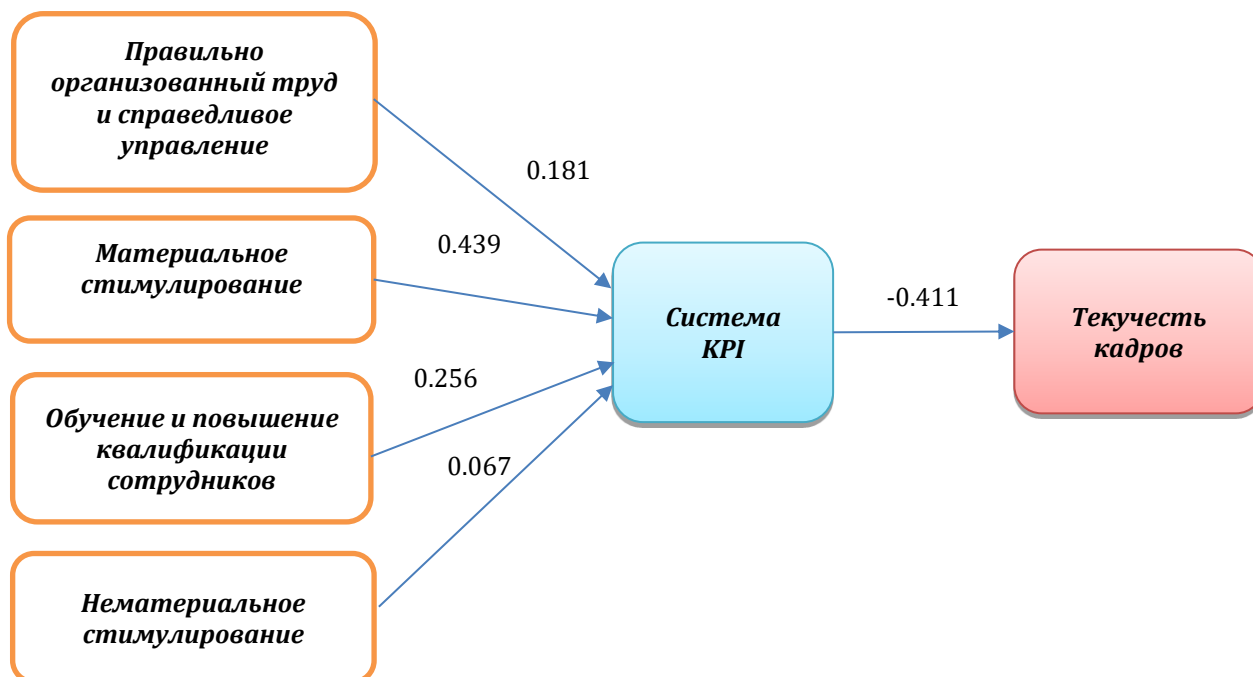 Правильно
организованный труд
и справедливое
управление
0.181
Материальное
стимулирование
0.439
Система
KPI
-0.411
Текучесть
кадров
Обучение и повышение
квалификации
сотрудников
0.256
0.067
Нематериальное
стимулирование